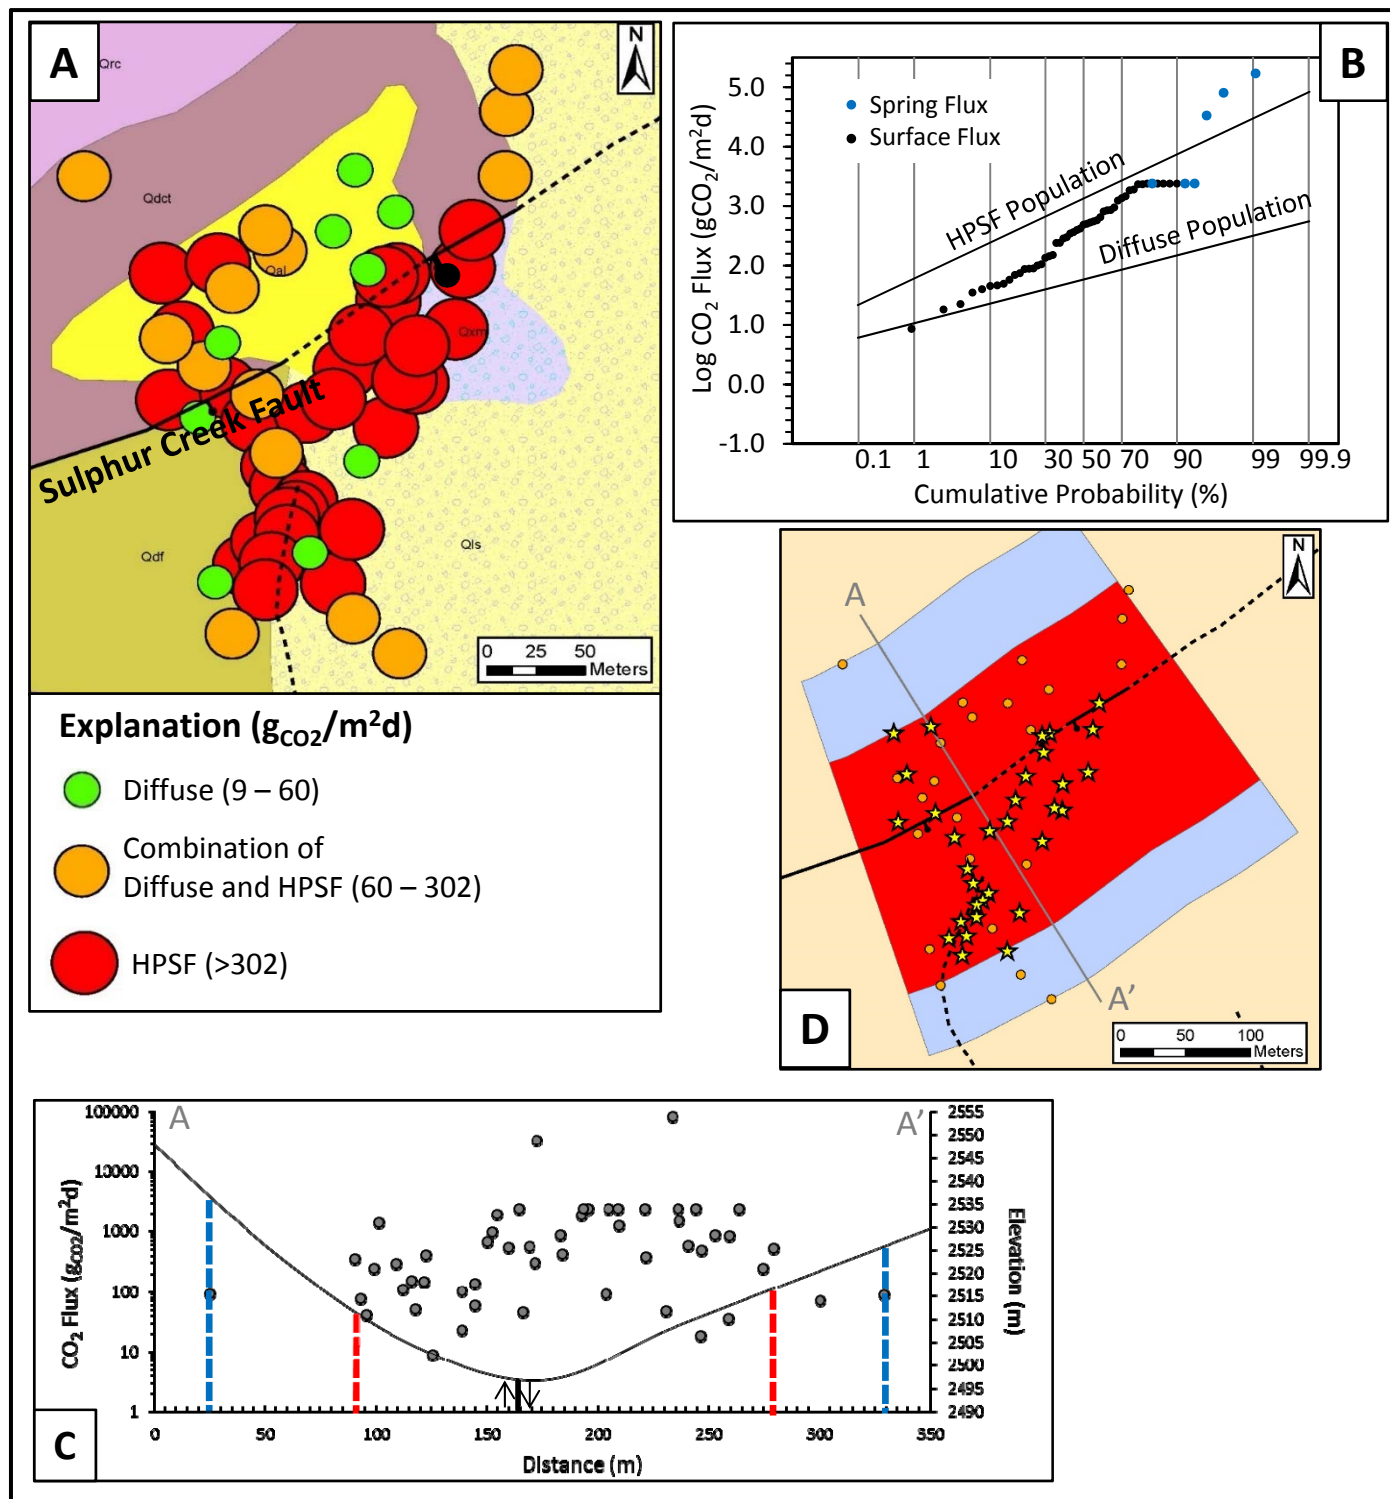 A
N
Qrc
Qdct
Qal
Qxm
Sulphur Creek Fault
Qdf
Qls
0 25 50
Meters
Explanation (gCO2/m²d)
Diffuse (9 – 60)
Combination of
Diffuse and HPSF (60 – 302)
HPSF (>302)
B
Log CO2 Flux (gCO2/m²d)
5.0
4.0
3.0
2.0
1.0
0.0
-1.0
Spring Flux
Surface Flux
HPSF Population
Diffuse Population
0.1 1 10 30 50 70 90 99 99.9
Cumulative Probability (%)
N
A
A'
D
0 50 100
Meters
A
A'
CO2 Flux (gCO2/m²d)
100000
10000
1000
100
10
1
2555
2550
2545
2540
2535
2530
2525
2520
2515
2510
2505
2500
2495
2490
Elevation (m)
0 50 100 150 200 250 300 350
Distance (m)
C